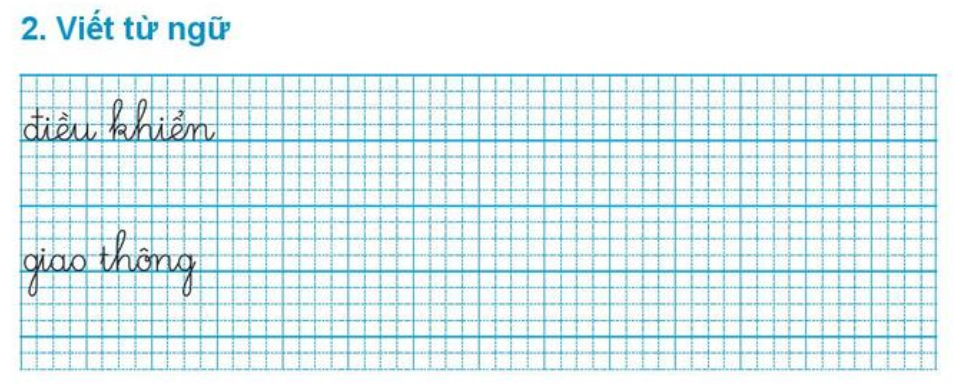 2. Viết từ ngữ
điều khiển
giao thông